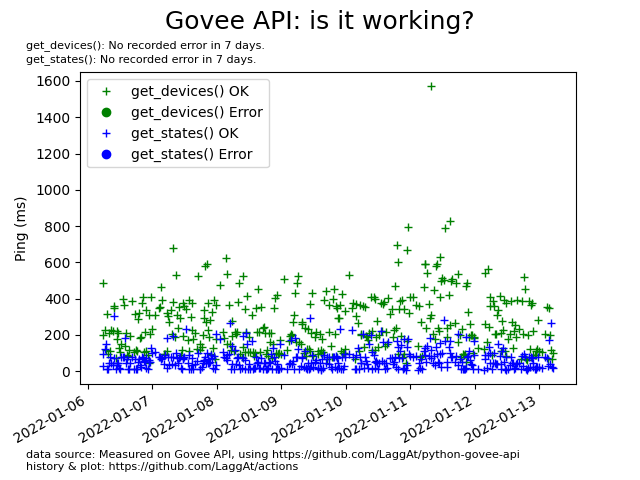 Govee API: is it working?
get_devices(): No recorded error in 7 days.
get_states(): No recorded error in 7 days.
1600
1400
1200
1000
800
600
400
200
0
Ping (ms)
get_devices() OK
get_devices() Error
get_states() OK
get_states() Error
2022-01-06
2022-01-07
2022-01-08
2022-01-09
2022-01-10
2022-01-11
2022-01-12
2022-01-13
data source: Measured on Govee API, using https://github.com/LaggAt/python-govee-api
history & plot: https://github.com/LaggAt/actions